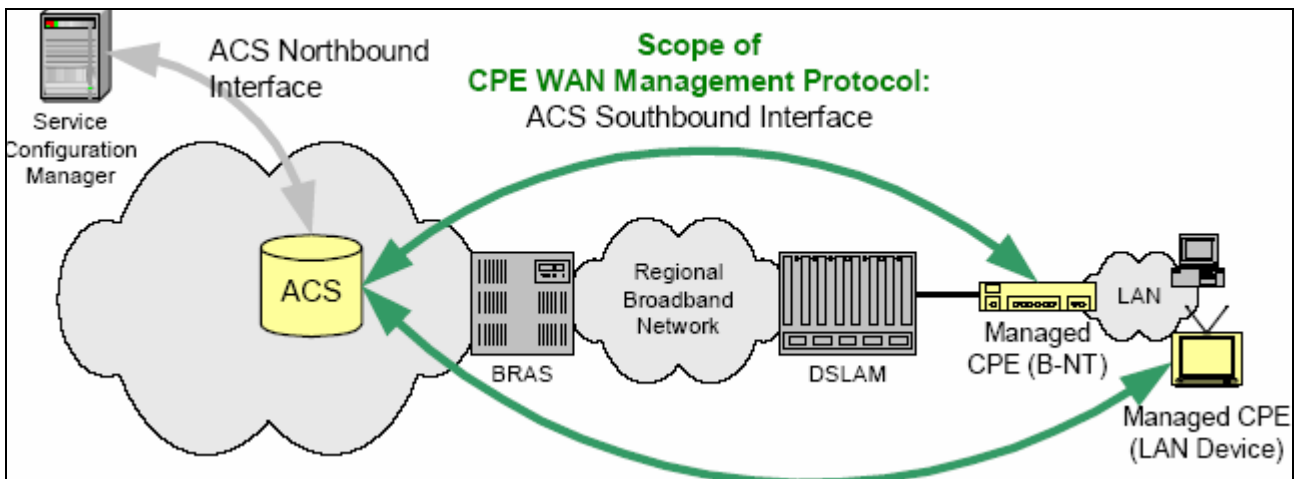 ACS Northbound
Interface
Scope of
CPE WAN Management Protocol:
ACS Southbound Interface
Service
Configuration
Manager
ACS
BRAS
Regional
Broadband
Network
DSLAM
LAN
Managed
CPE (B-NT)
Managed CPE
(LAN Device)